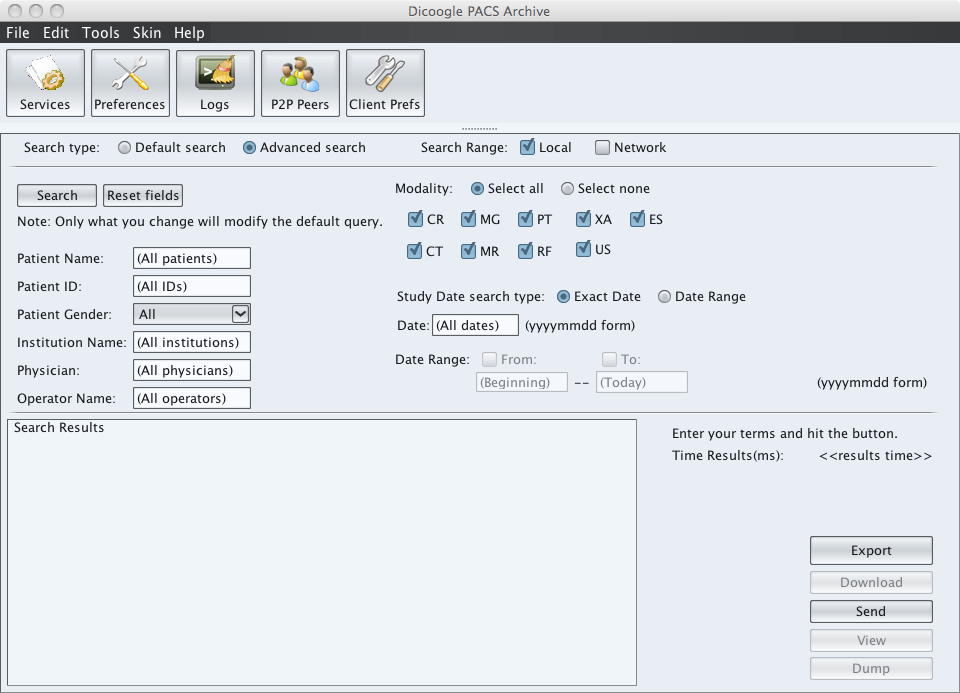 Dicoogle PACS Archive
File Edit Tools Skin Help
Services Preferences Logs P2P Peers Client Prefs
Search type: Default search Advanced search Search Range: Local Network
Search Reset fields
Note: Only what you change will modify the default query.
Patient Name: (All patients)
Patient ID: (All IDs)
Patient Gender: All
Institution Name: (All institutions)
Physician: (All physicians)
Operator Name: (All operators)
Modality: Select all Select none
CR MG PT XA ES
CT MR RF US
Study Date search type: Exact Date Date Range
Date: (All dates) (yyyymmdd form)
Date Range: From: To:
(Beginning) -- (Today) (yyyymmdd form)
Search Results
Enter your terms and hit the button.
Time Results(ms): <<results time>>
Export
Download
Send
View
Dump